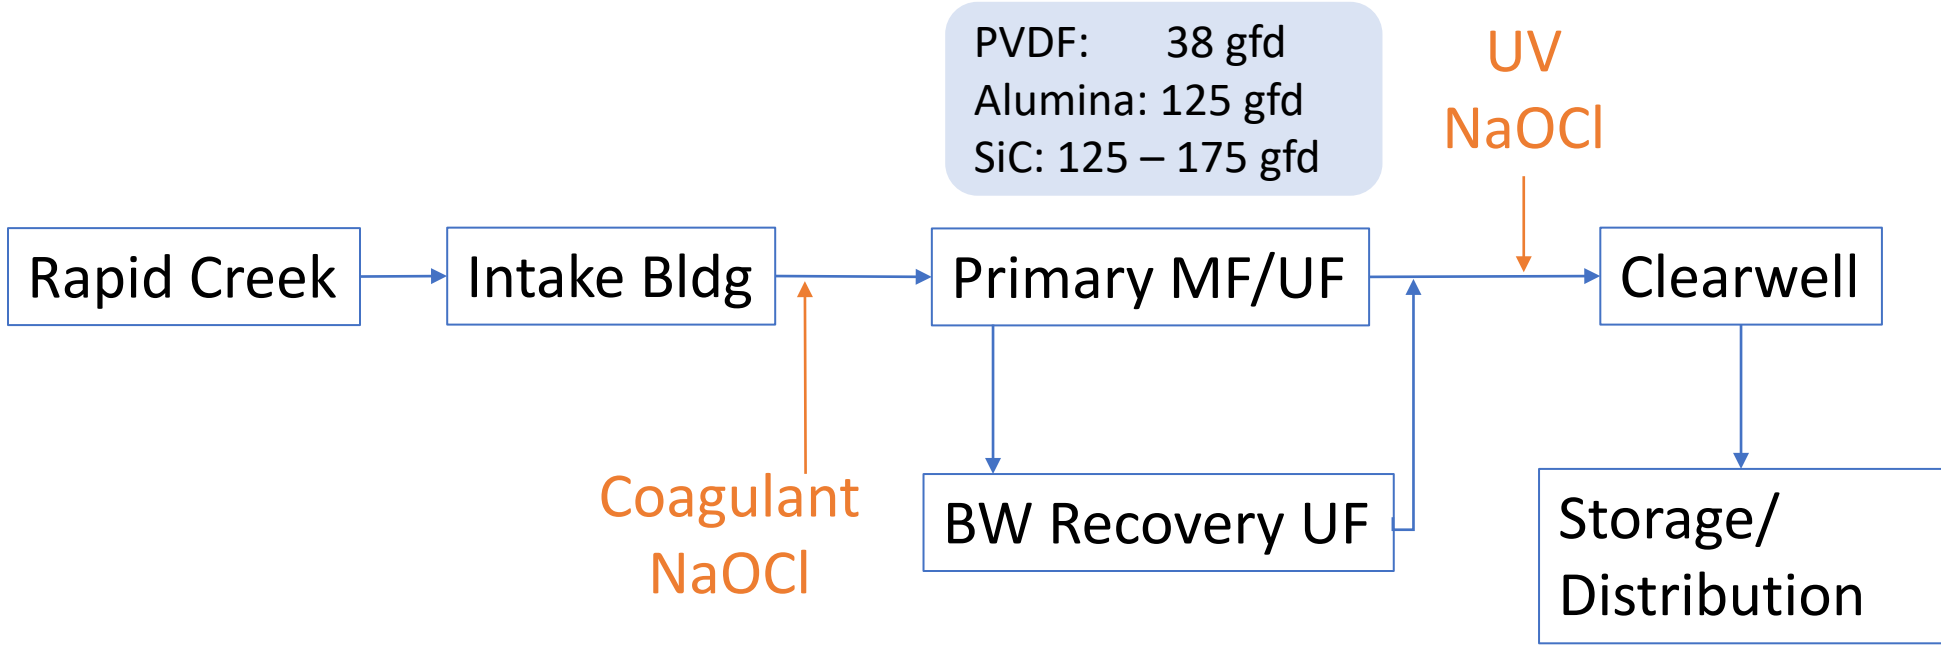 PVDF: 38 gfd
Alumina: 125 gfd
SiC: 125 – 175 gfd
UV
NaOCl
Rapid Creek
Intake Bldg
Primary MF/UF
Clearwell
Coagulant
NaOCl
BW Recovery UF
Storage/
Distribution